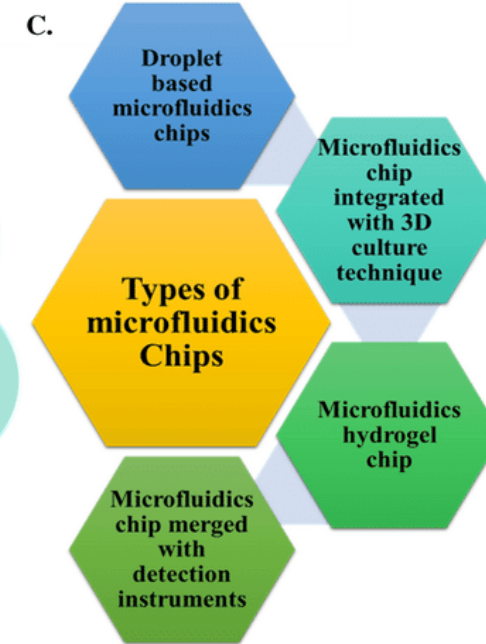 C.
Droplet
based
microfluidics
chips
Microfluidics
chip
integrated
with 3D
culture
technique
Types of
microfluidics
Chips
Microfluidics
hydrogel
chip
Microfluidics
chip merged
with
detection
instruments